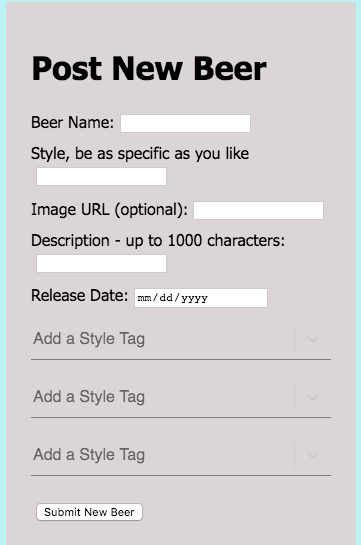 Post New Beer
Beer Name:
Style, be as specific as you like
Image URL (optional):
Description - up to 1000 characters:
Release Date: mm/dd/yyyy
Add a Style Tag
Add a Style Tag
Add a Style Tag
Submit New Beer